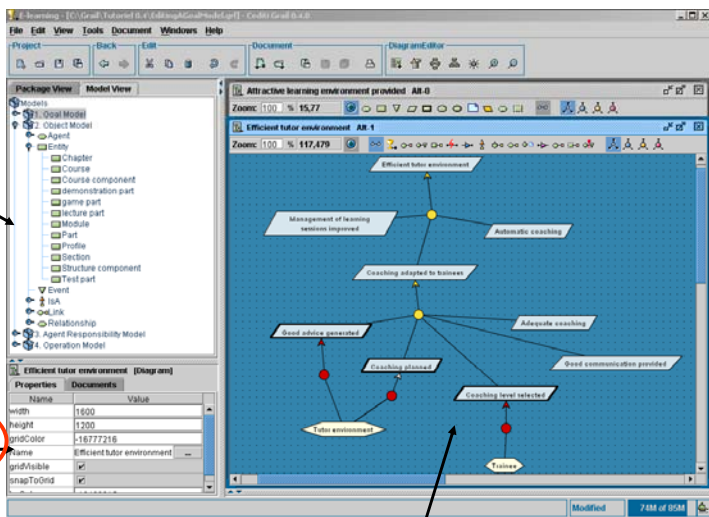 E-learning - [C:\Grail\Tutoriel 0.4\EditingAGoalModel.grl] - Cediti Grail 0.4.0
File Edit View Tools Document Windows Help
Project Back Edit Document DiagramEditor
Package View Model View
Models
1. Goal Model
2. Object Model
Agent
Entity
Chapter
Course
Course component
demonstration part
game part
lecture part
Module
Part
Profile
Section
Structure component
Test part
Event
IsA
Link
Relationship
3. Agent Responsibility Model
4. Operation Model
Efficient tutor environment (Diagram)
Properties Documents
Name Value
width 1600
height 1200
gridColor -16777216
Name Efficient tutor environment ...
gridVisible
snapToGrid
Attractive learning environment provided Alt-0
Zoom: 100 % 15,77
Efficient tutor environment Alt-1
Zoom: 100 % 117,479
Efficient tutor environment
Management of learning
sessions improved
Automatic coaching
Coaching adapted to trainees
Good advice generated
Adequate coaching
Coaching planned
Good communication provided
Coaching level selected
Tutor environment
Trainee
Modified 74M of 85M